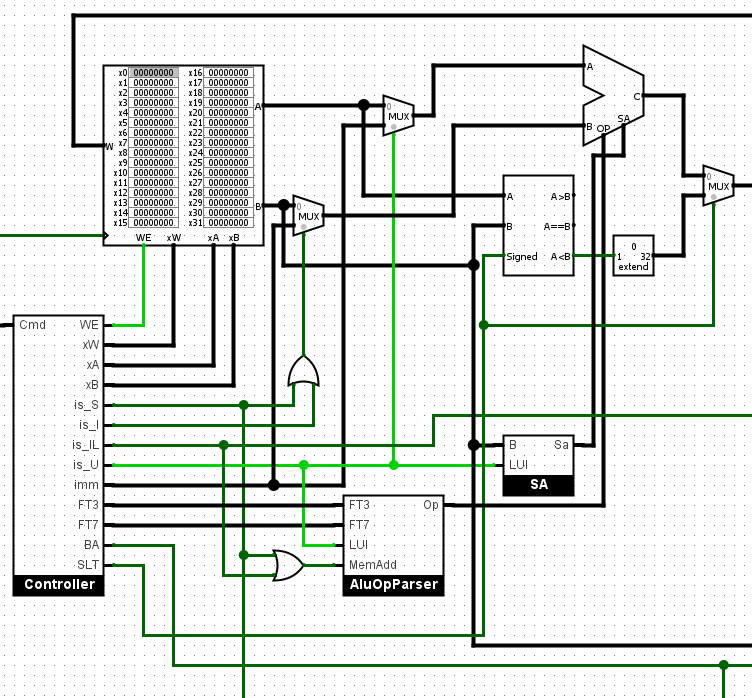 x0 00000000 x16 00000000
x1 00000000 x17 00000000
x2 00000000 x18 00000000
x3 00000000 x19 00000000
x4 00000000 x20 00000000
x5 00000000 x21 00000000
x6 00000000 x22 00000000
x7 00000000 x23 00000000
x8 00000000 x24 00000000
x9 00000000 x25 00000000
x10 00000000 x26 00000000
x11 00000000 x27 00000000
x12 00000000 x28 00000000
x13 00000000 x29 00000000
x14 00000000 x30 00000000
x15 00000000 x31 00000000
W
A
B
WE xW xA xB
0
MUX
0
MUX
A
B
OP
SA
C
0
MUX
A A>B
B A==B
Signed A<B
0
1 32
extend
Cmd WE
xW
xA
xB
is_S
is_I
is_IL
is_U
imm
FT3
FT7
BA
SLT
Controller
B Sa
LUI
SA
FT3 Op
FT7
LUI
MemAdd
AluOpParser